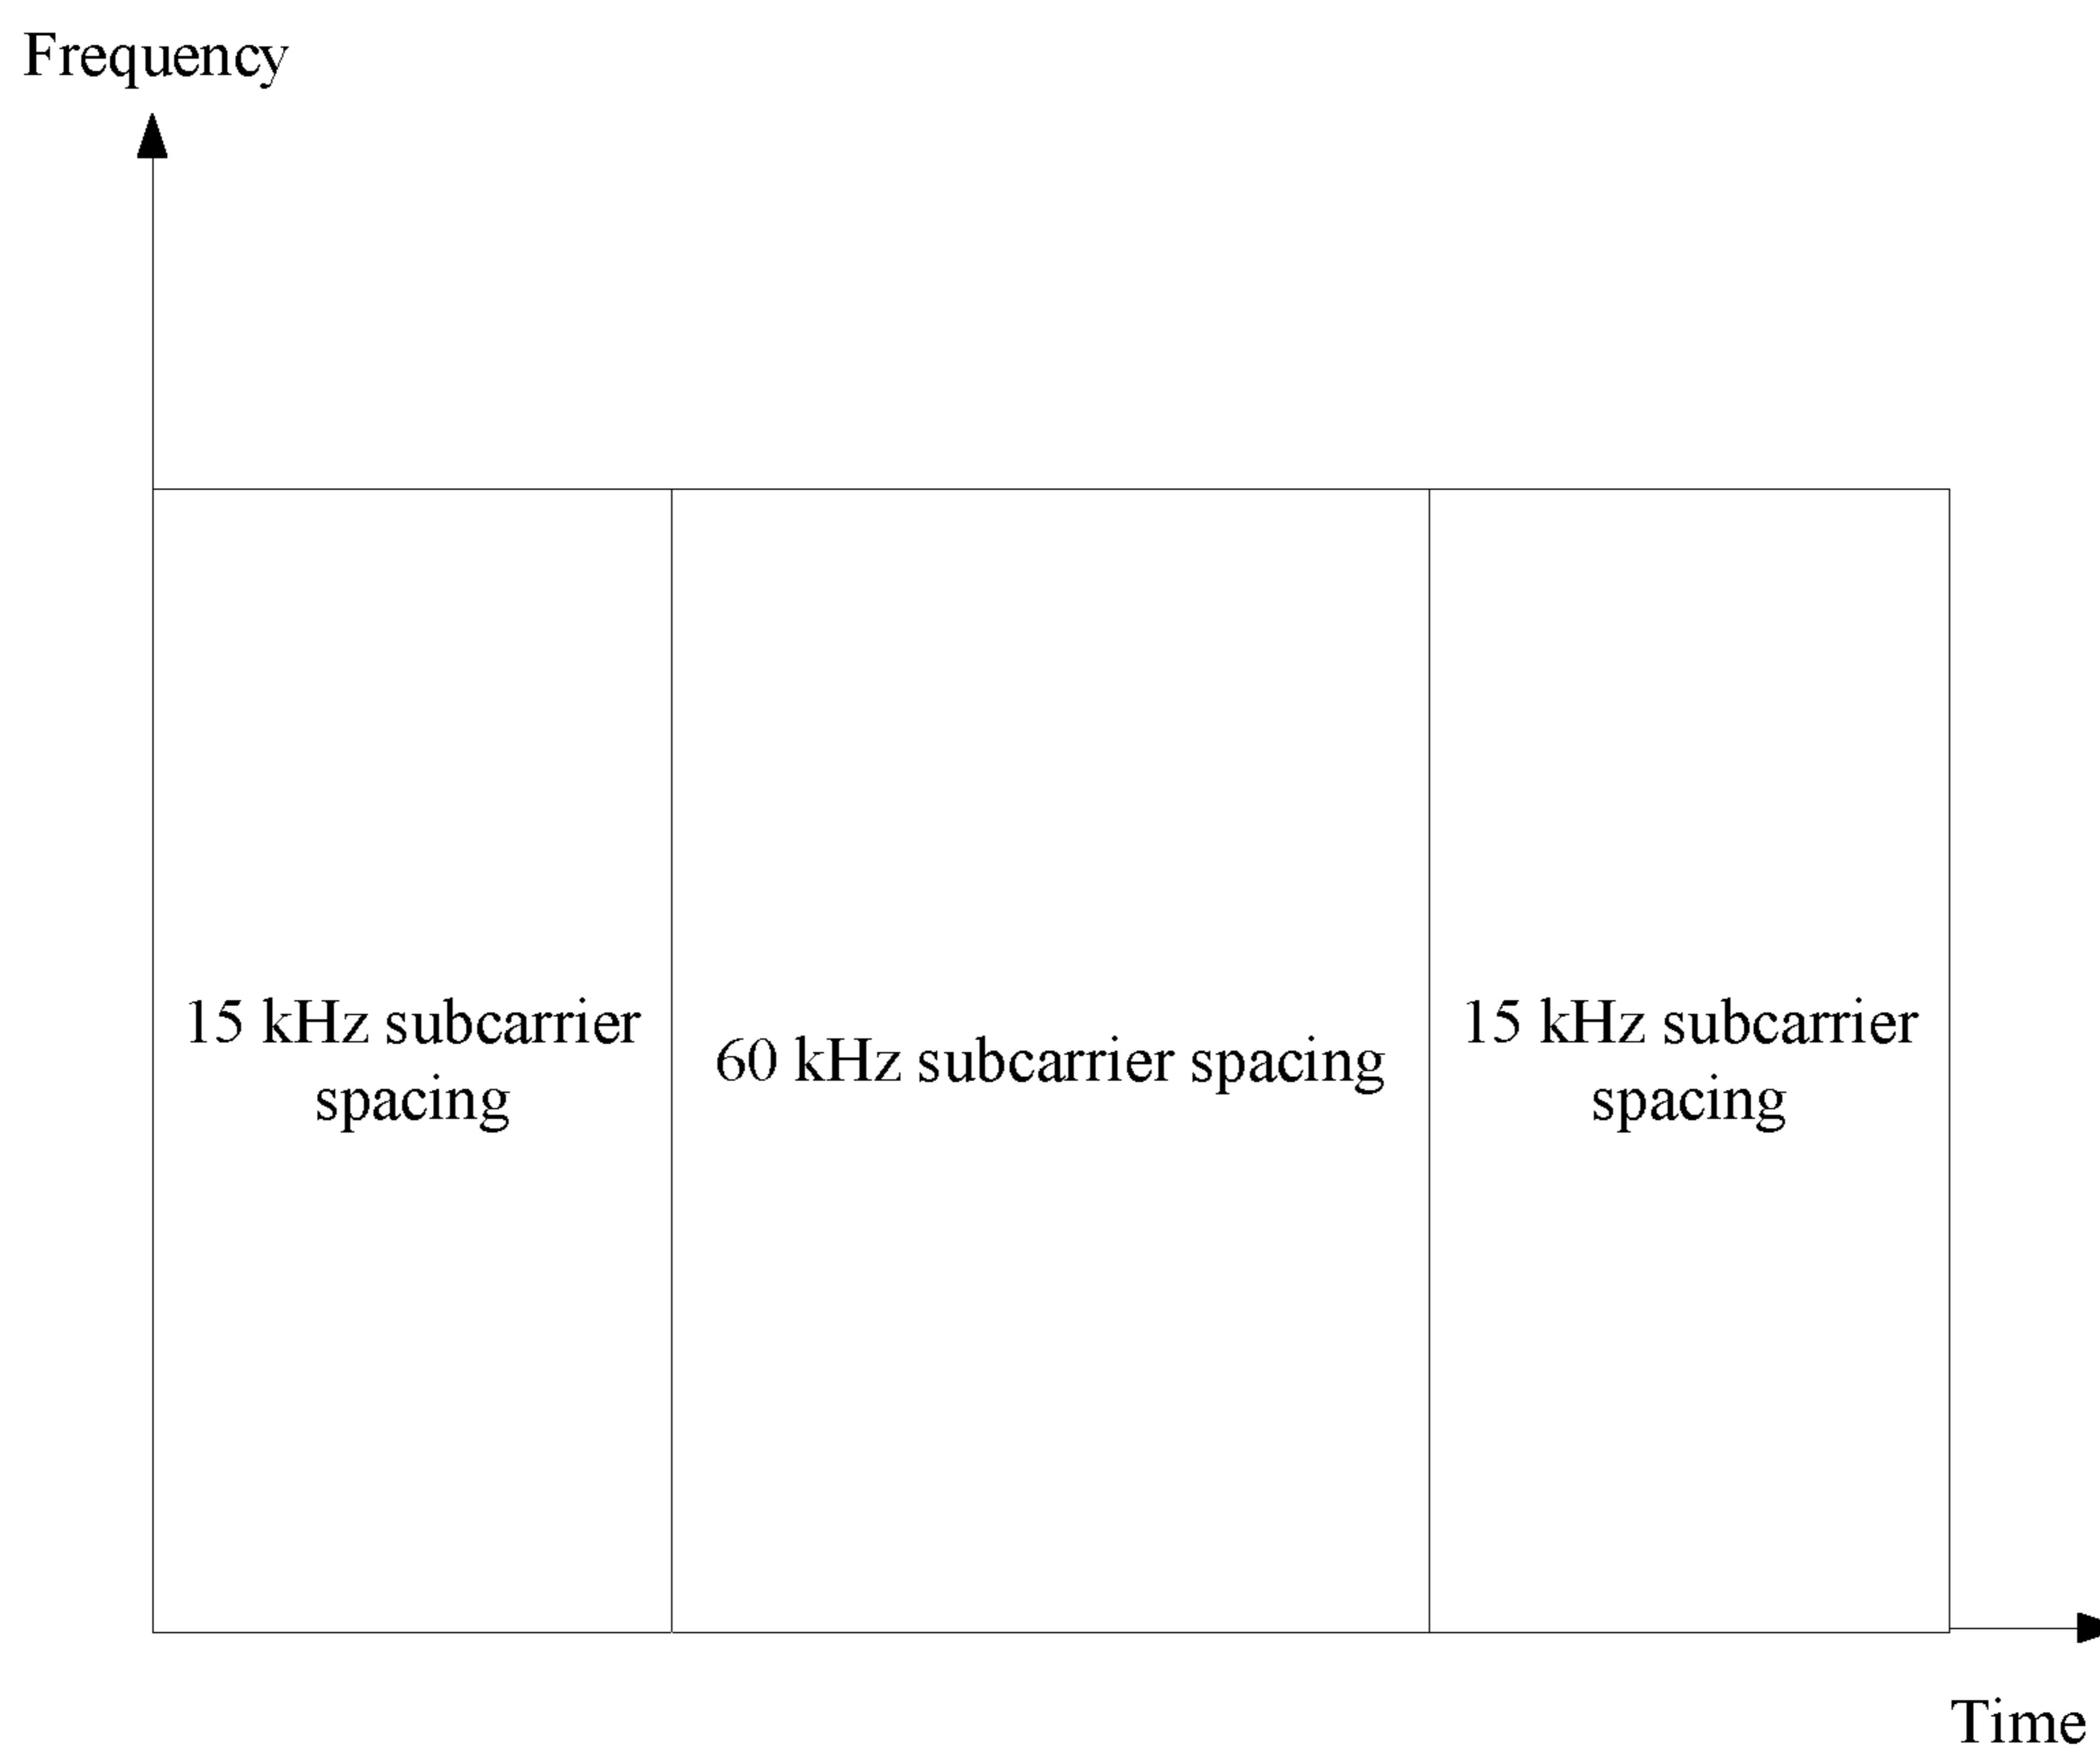 Frequency
15 kHz subcarrier
spacing
60 kHz subcarrier spacing
15 kHz subcarrier
spacing
Time